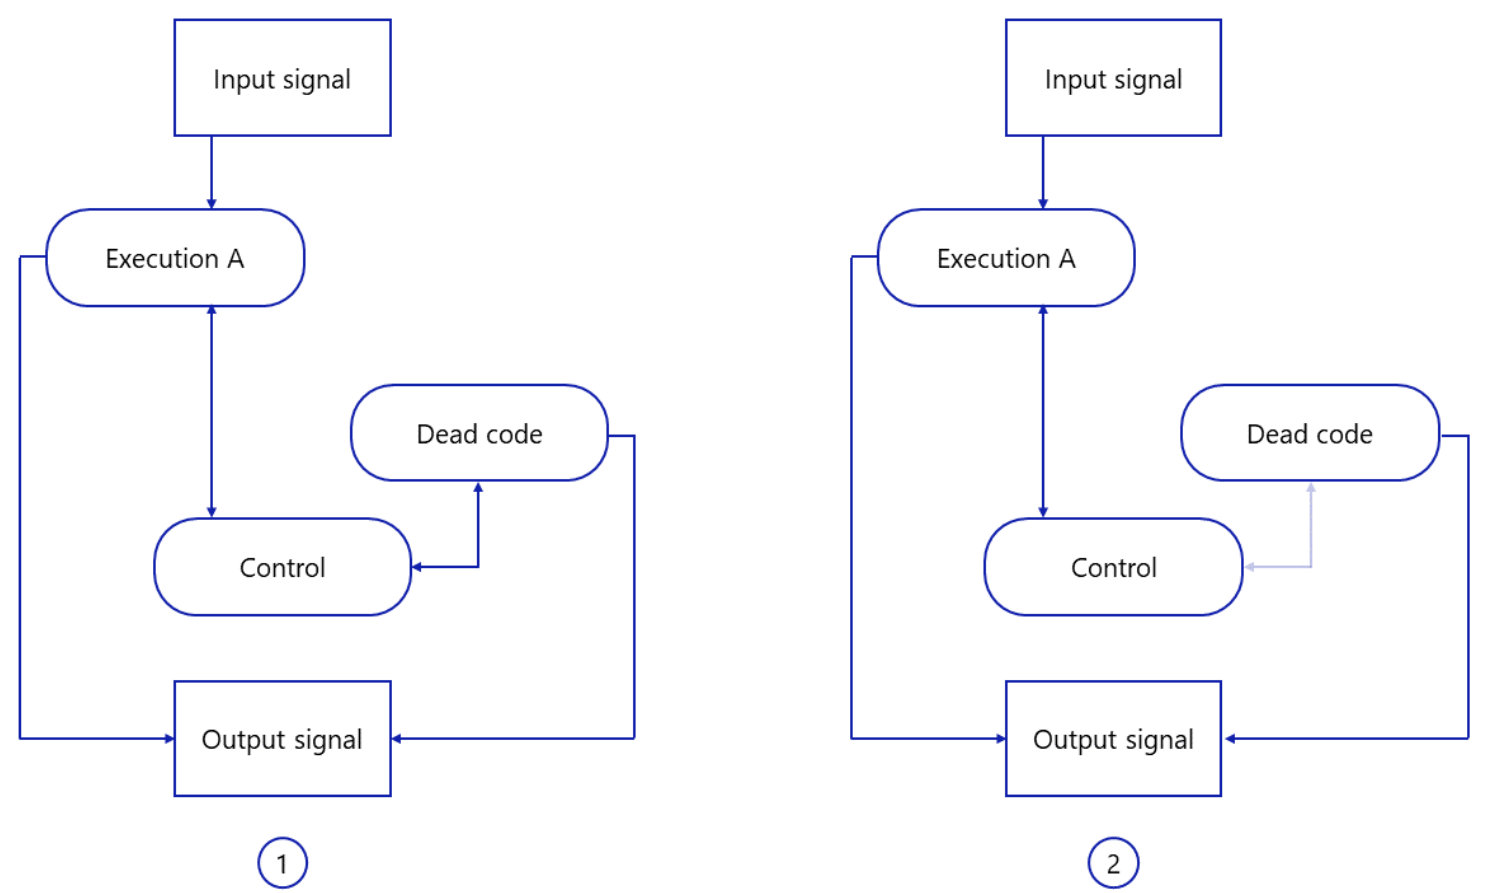 Input signal
Execution A
Dead code
Control
Output signal
1
Input signal
Execution A
Dead code
Control
Output signal
2